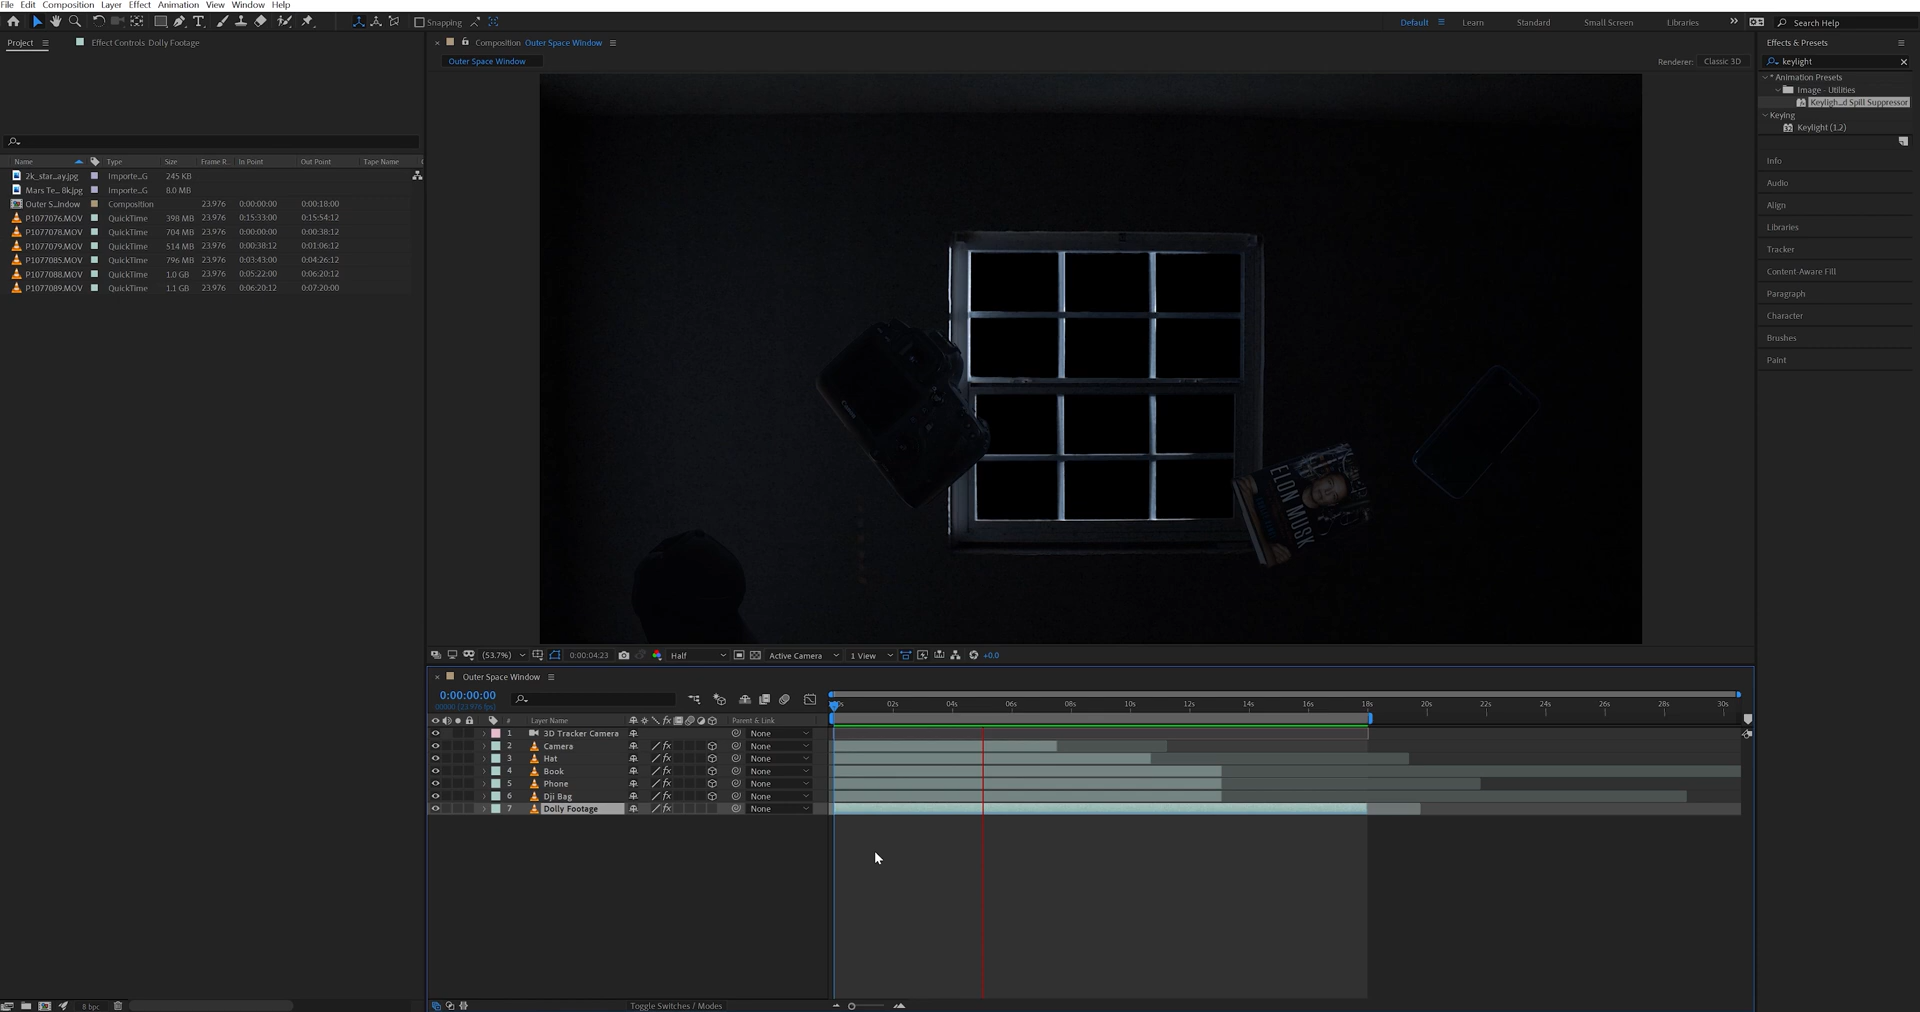 File Edit Composition Layer Effect Animation View Window Help
Snapping
Default
Learn
Standard
Small Screen
Libraries
Search Help
Project
Effect Controls Dolly Footage
Composition Outer Space Window
Outer Space Window
Renderer: Classic 3D
Effects & Presets
keylight
* Animation Presets
Image - Utilities
Keyligh...d Spill Suppressor
Keying
Keylight (1.2)
Info
Audio
Align
Libraries
Tracker
Content-Aware Fill
Paragraph
Character
Brushes
Paint
Name Type Size Frame R... In Point Out Point Tape Name
2k_star...ay.jpg Importe...G 245 KB
Mars Te... 8k.jpg Importe...G 8.0 MB
Outer S...indow Composition 23.976 0:00:00:00 0:00:18:00
P1077076.MOV QuickTime 398 MB 23.976 0:15:33:00 0:15:54:12
P1077078.MOV QuickTime 704 MB 23.976 0:00:00:00 0:00:38:12
P1077079.MOV QuickTime 514 MB 23.976 0:00:38:12 0:01:06:12
P1077085.MOV QuickTime 796 MB 23.976 0:03:43:00 0:04:26:12
P1077088.MOV QuickTime 1.0 GB 23.976 0:05:22:00 0:06:20:12
P1077089.MOV QuickTime 1.1 GB 23.976 0:06:20:12 0:07:20:00
Canon
ELON MUSK
(53.7%) 0:00:04:23 Half Active Camera 1 View +0.0
Outer Space Window
0:00:00:00
00000 (23.976 fps)
# Layer Name Parent & Link
02s 04s 06s 08s 10s 12s 14s 16s 18s 20s 22s 24s 26s 28s 30s
1 3D Tracker Camera None
2 Camera None
3 Hat None
4 Book None
5 Phone None
6 Dji Bag None
7 Dolly Footage None
8 bpc
Toggle Switches / Modes